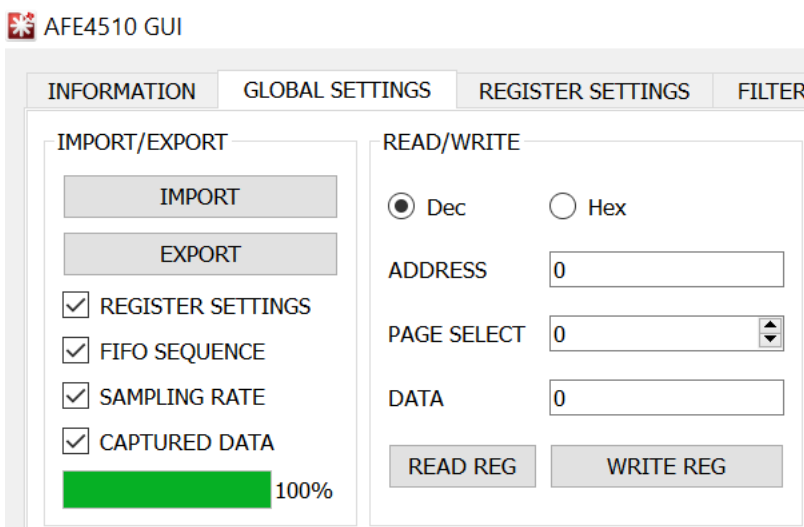 AFE4510 GUI
INFORMATION GLOBAL SETTINGS REGISTER SETTINGS FILTER
IMPORT/EXPORT
IMPORT
EXPORT
REGISTER SETTINGS
FIFO SEQUENCE
SAMPLING RATE
CAPTURED DATA
100%
READ/WRITE
Dec Hex
ADDRESS 0
PAGE SELECT 0
DATA 0
READ REG WRITE REG